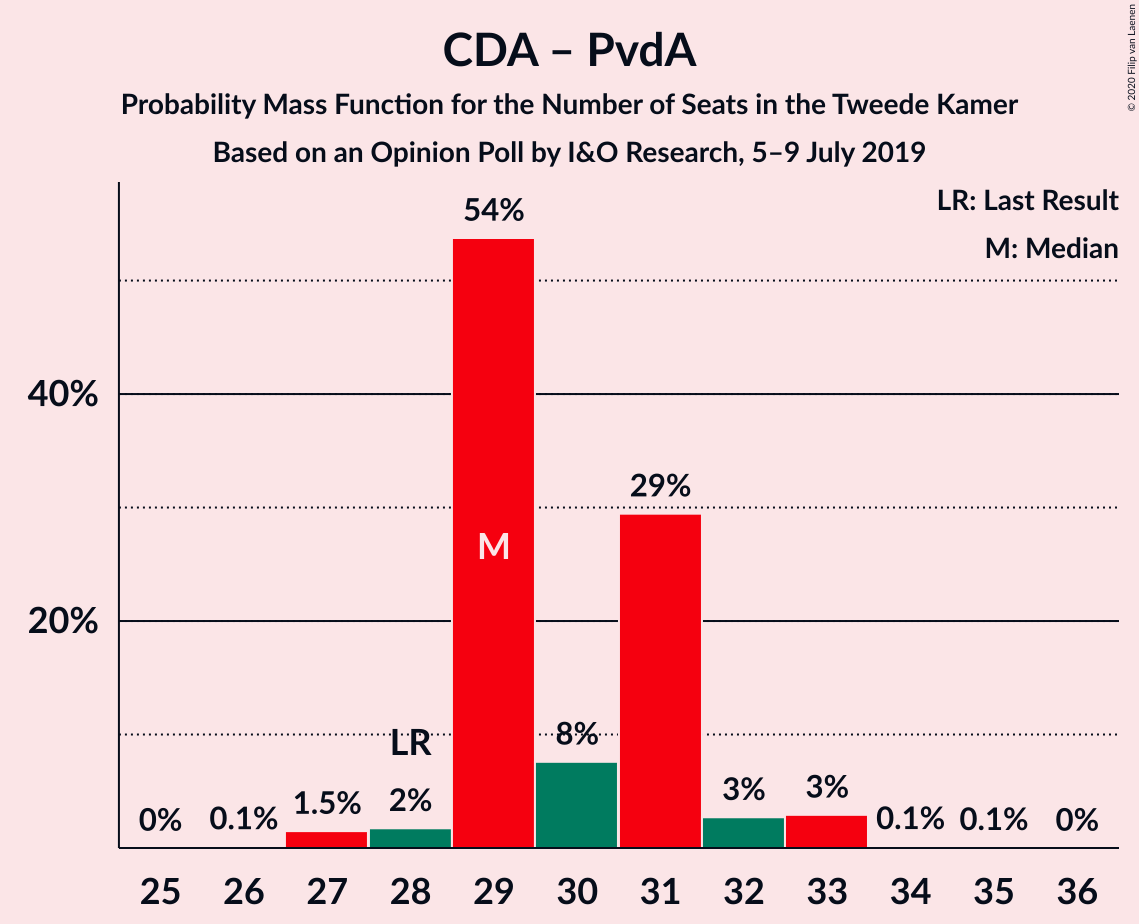 CDA – PvdA
Probability Mass Function for the Number of Seats in the Tweede Kamer
Based on an Opinion Poll by I&O Research, 5–9 July 2019
© 2020 Filip van Laenen
LR: Last Result
M: Median
54%
40%
29%
M
20%
LR
8%
0%
0.1%
1.5%
2%
3%
3%
0.1%
0.1%
0%
25 26 27 28 29 30 31 32 33 34 35 36